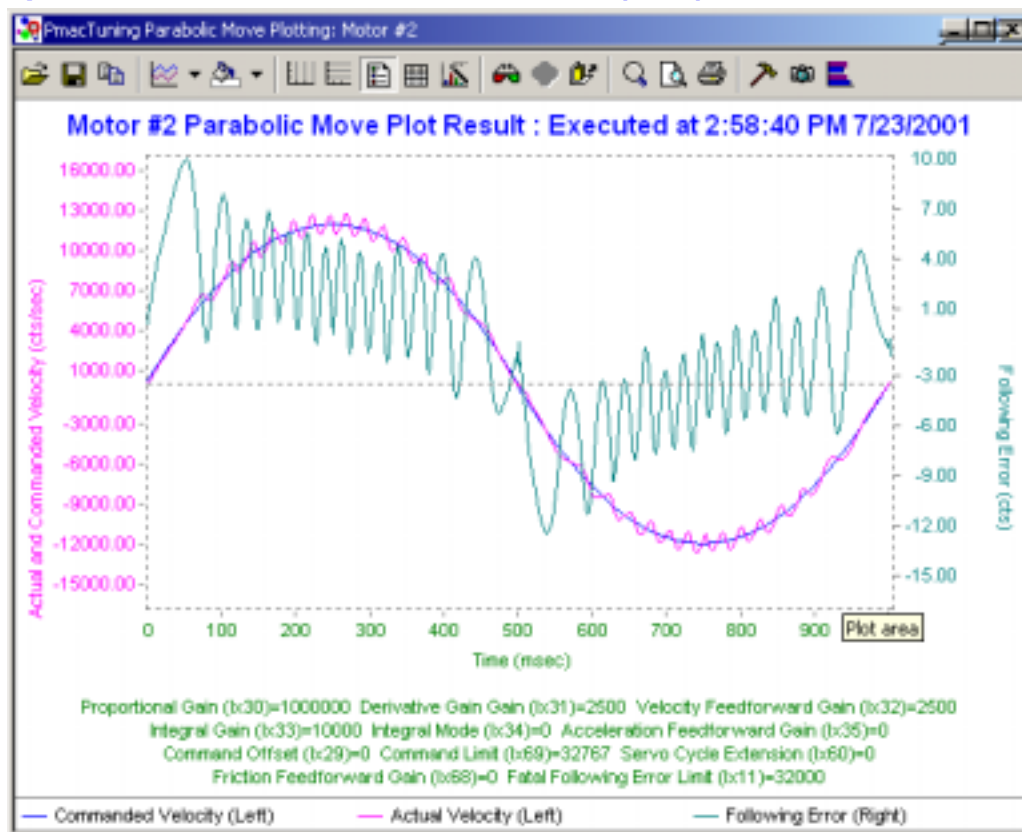 PmacTuning Parabolic Move Plotting: Motor #2
Motor #2 Parabolic Move Plot Result : Executed at 2:58:40 PM 7/23/2001
16000.00
13000.00
10000.00
7000.00
4000.00
1000.00
-3000.00
-6000.00
-9000.00
-12000.00
-15000.00
Actual and Commanded Velocity (cts/sec)
10.00
7.00
4.00
1.00
-3.00
-6.00
-9.00
-12.00
-15.00
Following Error (cts)
0 100 200 300 400 500 600 700 800 900 Plot area
Time (msec)
Proportional Gain (Ix30)=1000000 Derivative Gain Gain (Ix31)=2500 Velocity Feedforward Gain (Ix32)=2500
Integral Gain (Ix33)=10000 Integral Mode (Ix34)=0 Acceleration Feedforward Gain (Ix35)=0
Command Offset (Ix29)=0 Command Limit (Ix69)=32767 Servo Cycle Extension (Ix60)=0
Friction Feedforward Gain (Ix68)=0 Fatal Following Error Limit (Ix11)=32000
Commanded Velocity (Left) Actual Velocity (Left) Following Error (Right)